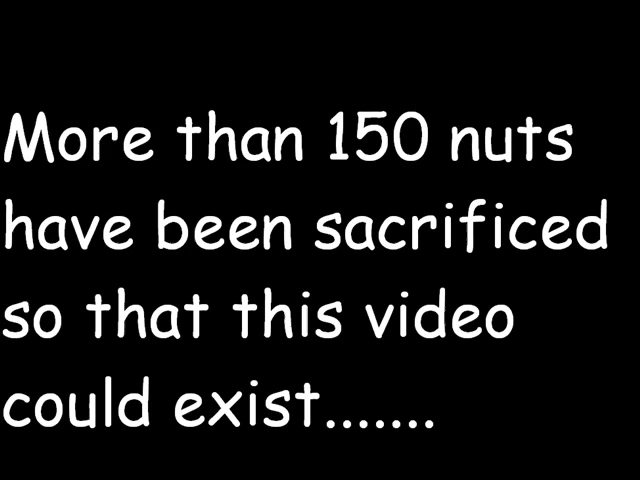 More than 150 nuts
have been sacrificed
so that this video
could exist.......